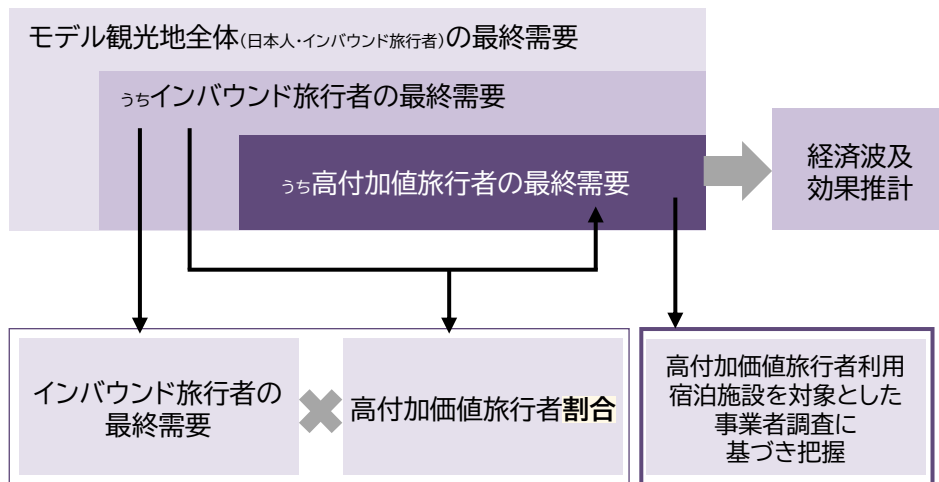 モデル観光地全体(日本人・インバウンド旅行者)の最終需要
うちインバウンド旅行者の最終需要
うち高付加値旅行者の最終需要
経済波及
効果推計
インバウンド旅行者の
最終需要
高付加価値旅行者割合
高付加価値旅行者利用
宿泊施設を対象とした
事業者調査に
基づき把握